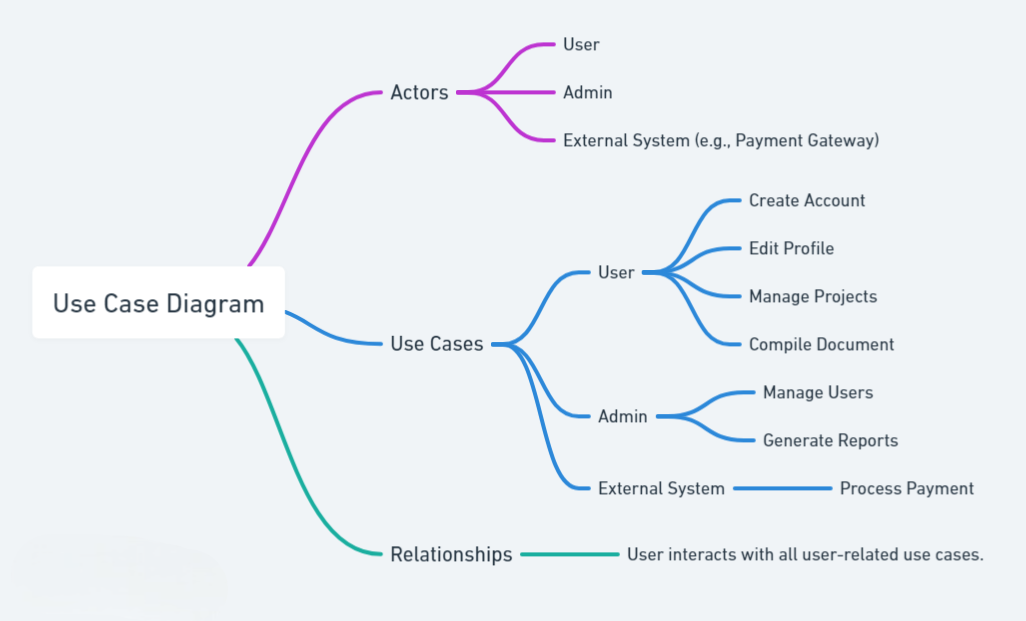 Use Case Diagram
Actors
User
Admin
External System (e.g., Payment Gateway)
Use Cases
User
Create Account
Edit Profile
Manage Projects
Compile Document
Admin
Manage Users
Generate Reports
External System
Process Payment
Relationships
User interacts with all user-related use cases.